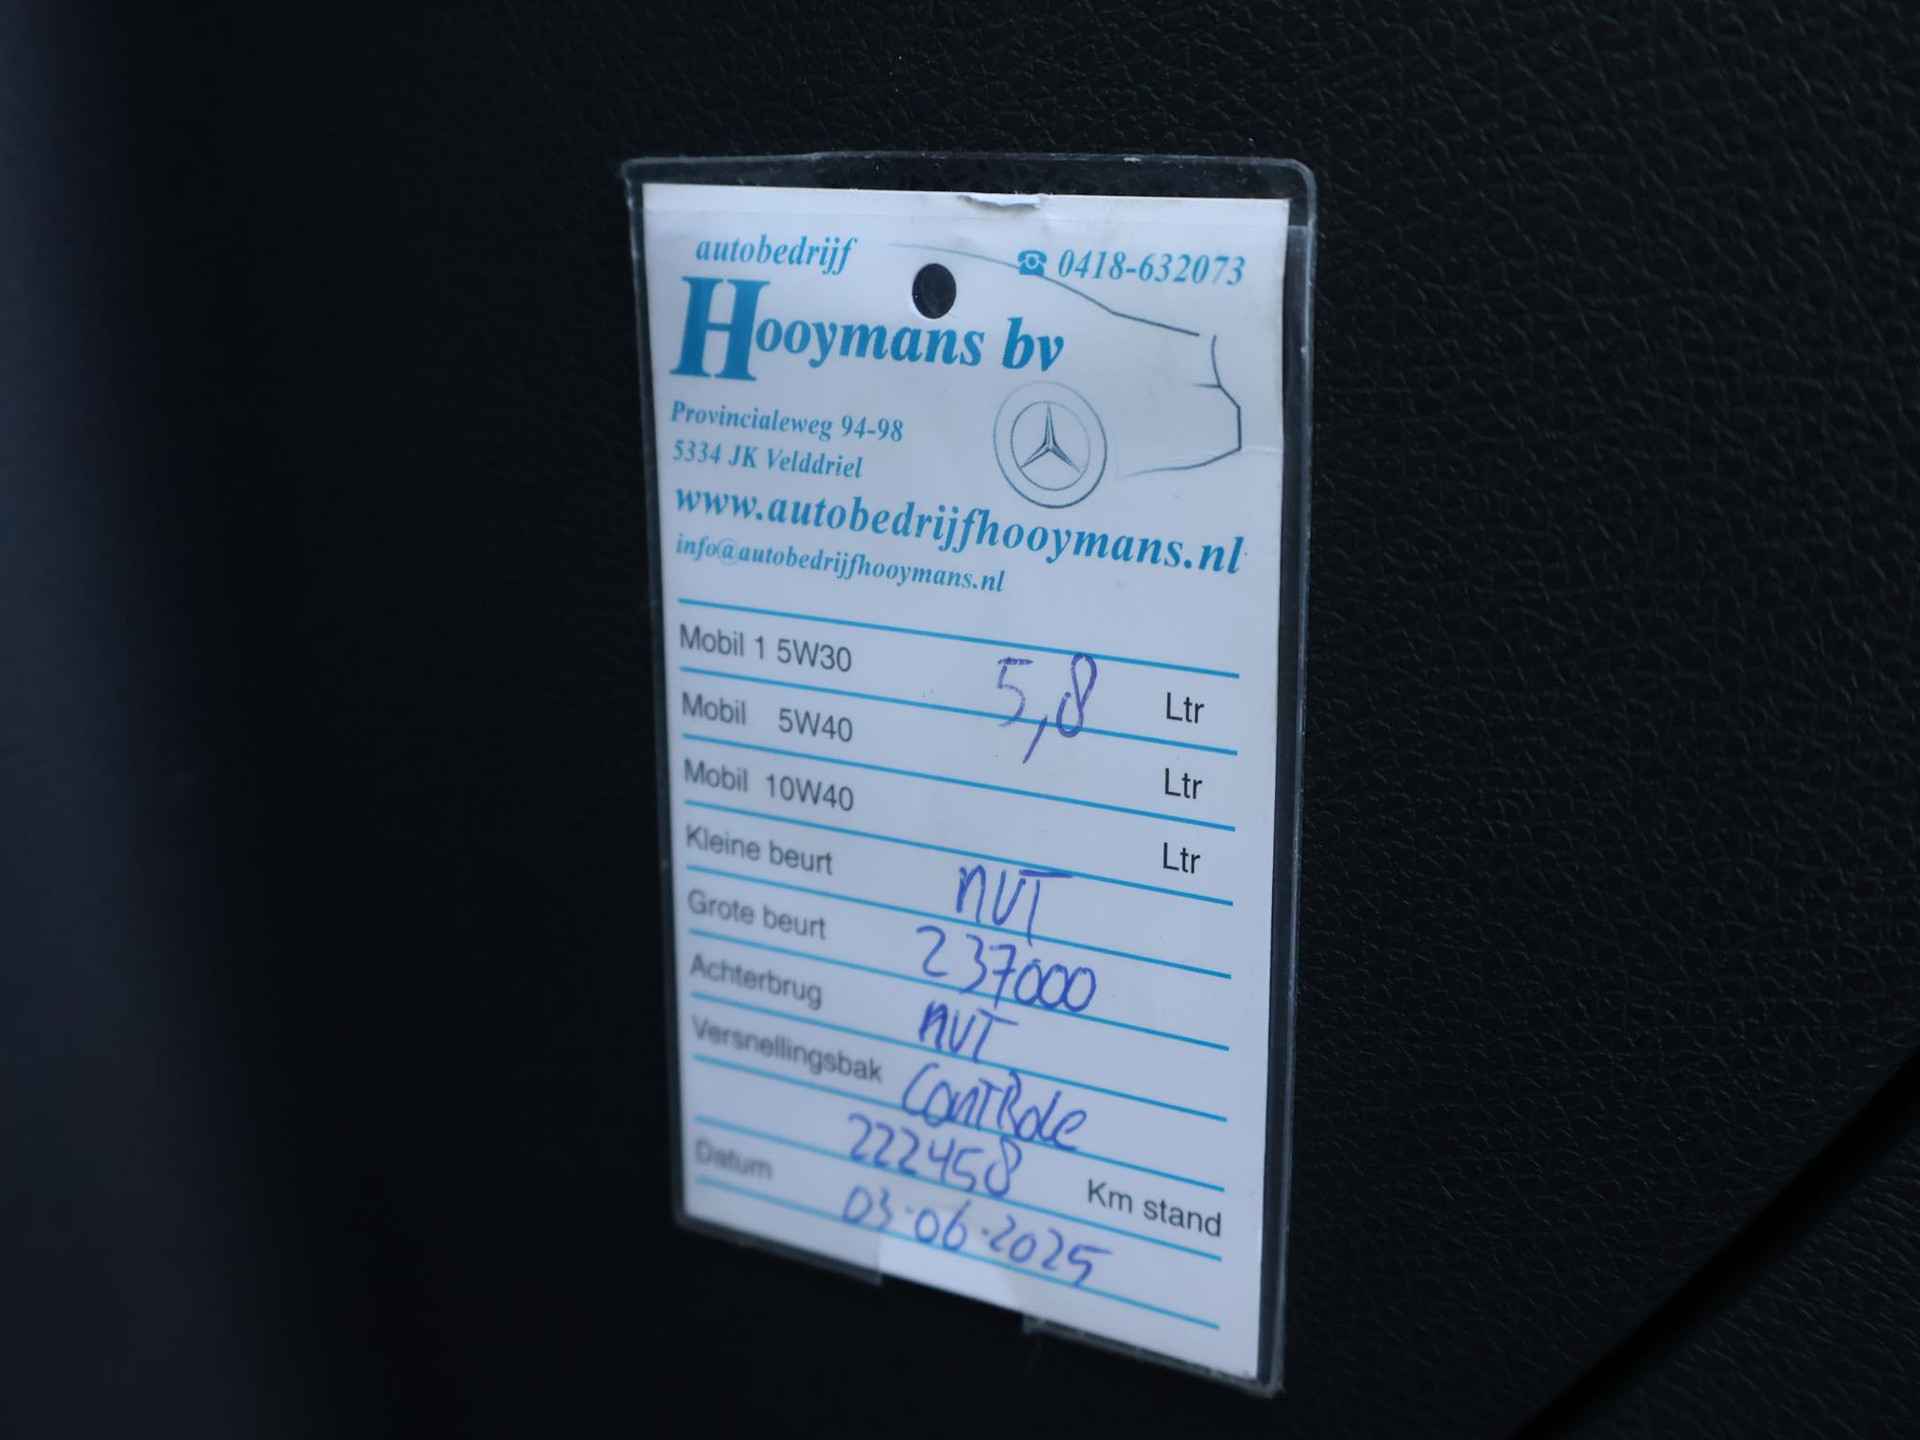 autobedrijf
☎ 0418-632073
Hooymans bv
Provincialeweg 94-98
5334 JK Velddriel
www.autobedrijfhooymans.nl
info@autobedrijfhooymans.nl
Mobil 1 5W30 5,8 Ltr
Mobil 5W40 Ltr
Mobil 10W40 Ltr
Kleine beurt NVT
Grote beurt 237000
Achterbrug NVT
Versnellingsbak Controle
222458 Km stand
Datum 03-06-2025